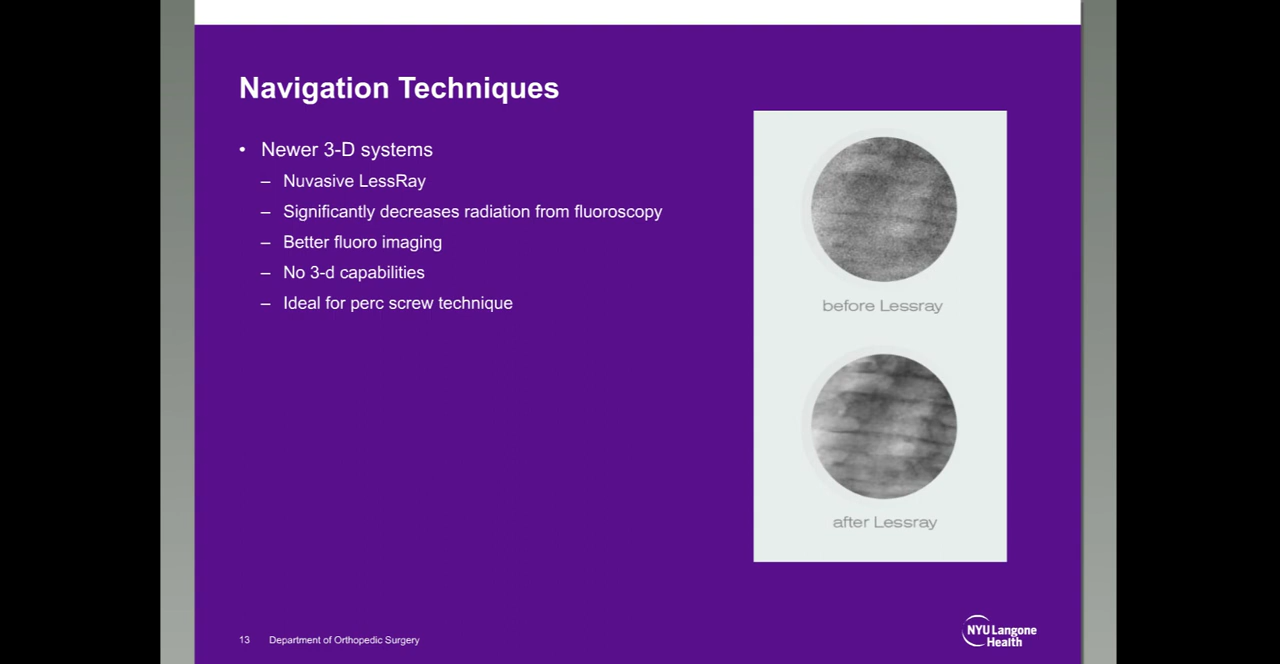 Navigation Techniques
• Newer 3-D systems
– Nuvasive LessRay
– Significantly decreases radiation from fluoroscopy
– Better fluoro imaging
– No 3-d capabilities
– Ideal for perc screw technique
before Lessray
after Lessray
13 Department of Orthopedic Surgery
NYU Langone
Health